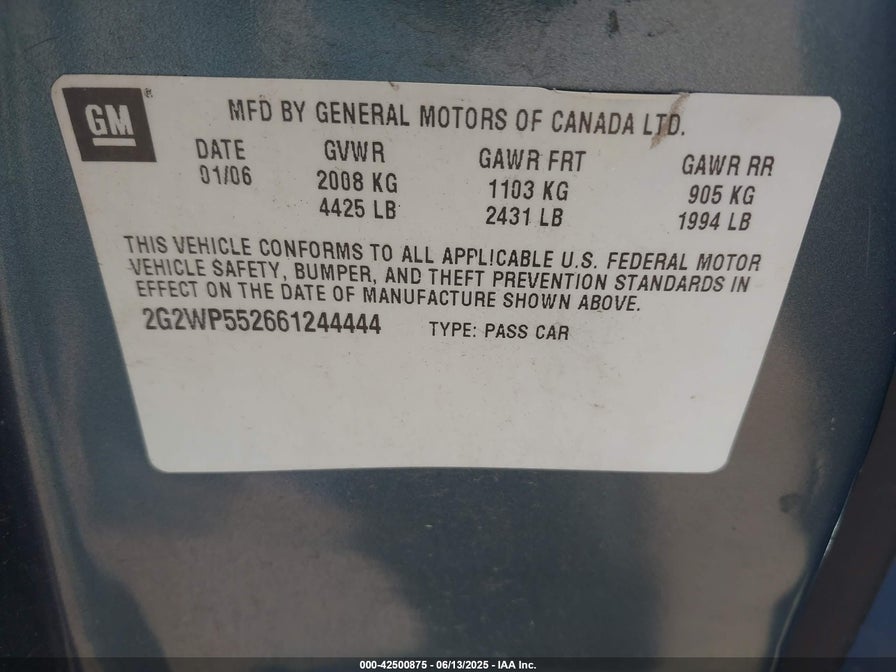 GM®
MFD BY GENERAL MOTORS OF CANADA LTD.
DATE GVWR GAWR FRT GAWR RR
01/06 2008 KG 1103 KG 905 KG
4425 LB 2431 LB 1994 LB
THIS VEHICLE CONFORMS TO ALL APPLICABLE U.S. FEDERAL MOTOR
VEHICLE SAFETY, BUMPER, AND THEFT PREVENTION STANDARDS IN
EFFECT ON THE DATE OF MANUFACTURE SHOWN ABOVE.
2G2WP552661244444 TYPE: PASS CAR
000-42500875 - 06/13/2025 - IAA Inc.